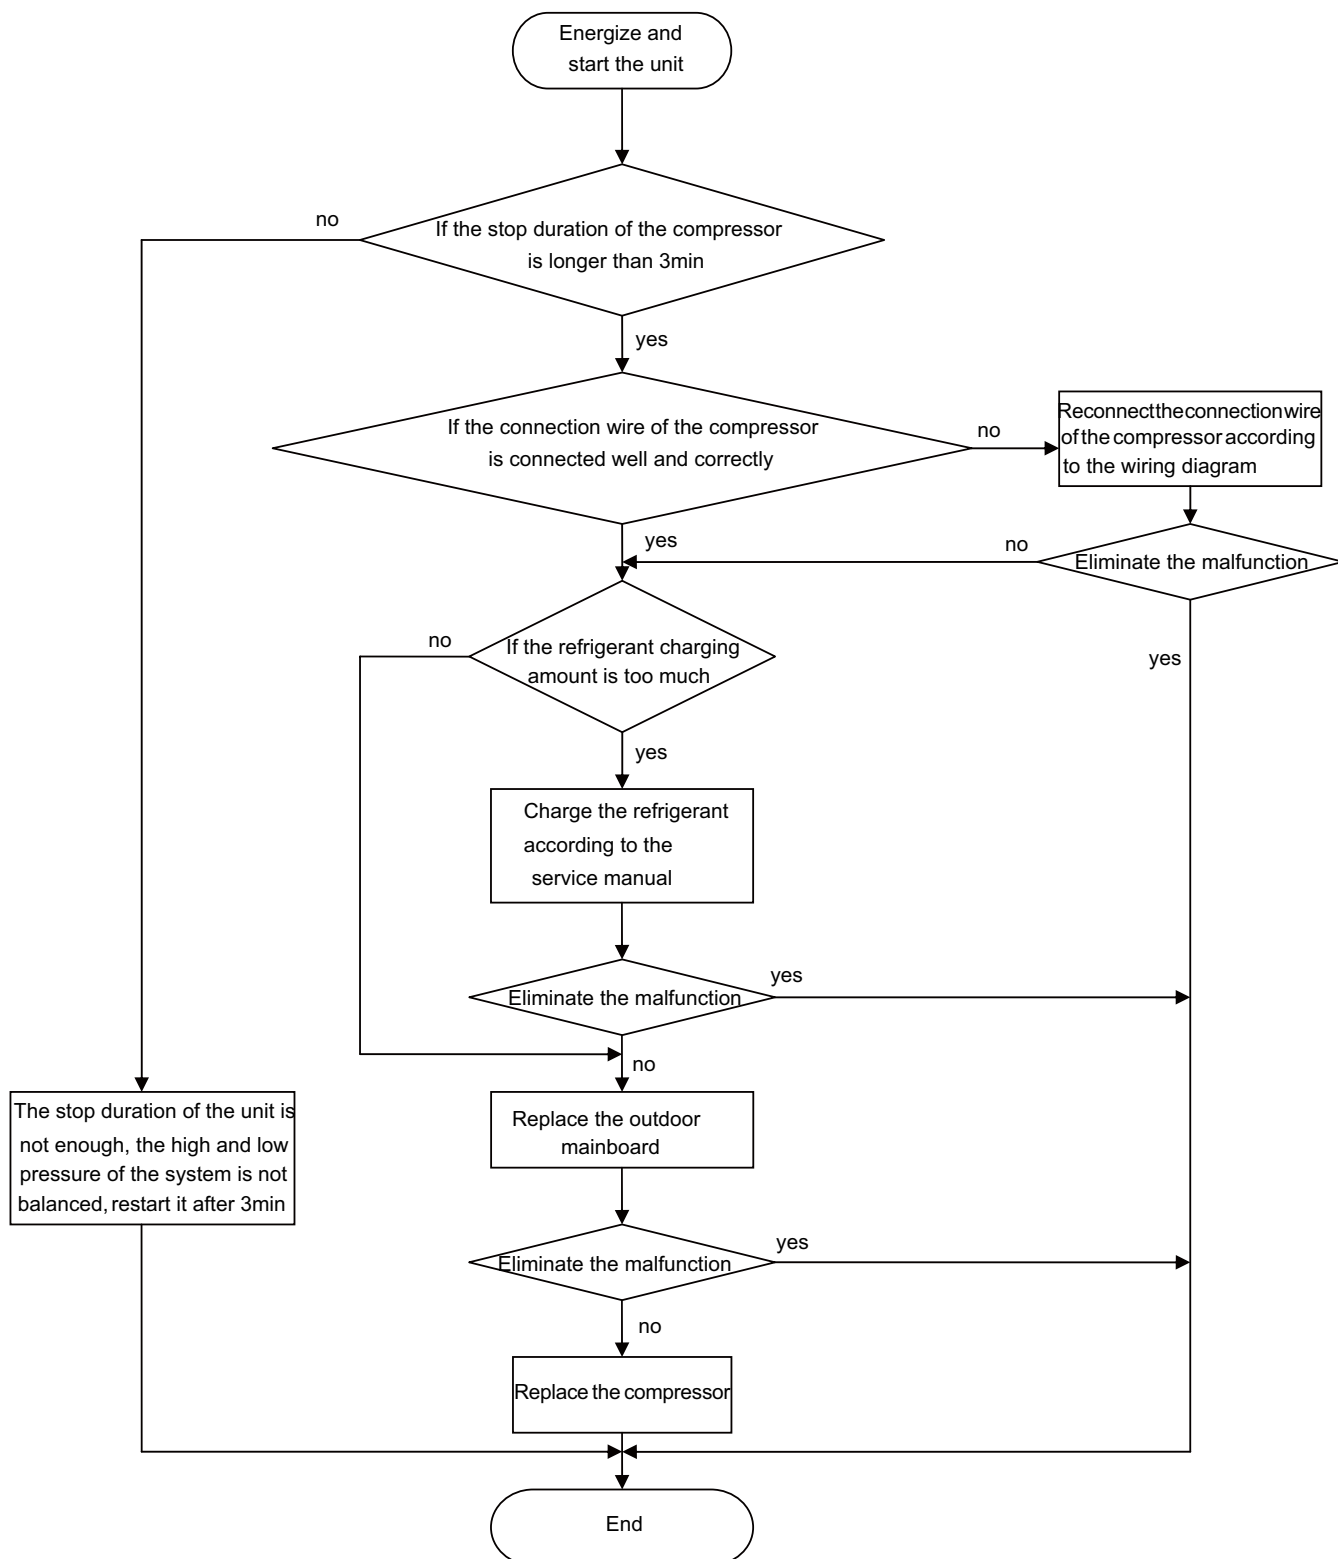 Energize and
start the unit
no
If the stop duration of the compressor
is longer than 3min
yes
If the connection wire of the compressor
is connected well and correctly
no
Reconnect the connection wire
of the compressor according
to the wiring diagram
yes
no
Eliminate the malfunction
no
If the refrigerant charging
amount is too much
yes
yes
Charge the refrigerant
according to the
service manual
Eliminate the malfunction
yes
no
The stop duration of the unit is
not enough, the high and low
pressure of the system is not
balanced, restart it after 3min
Replace the outdoor
mainboard
Eliminate the malfunction
yes
no
Replace the compressor
End